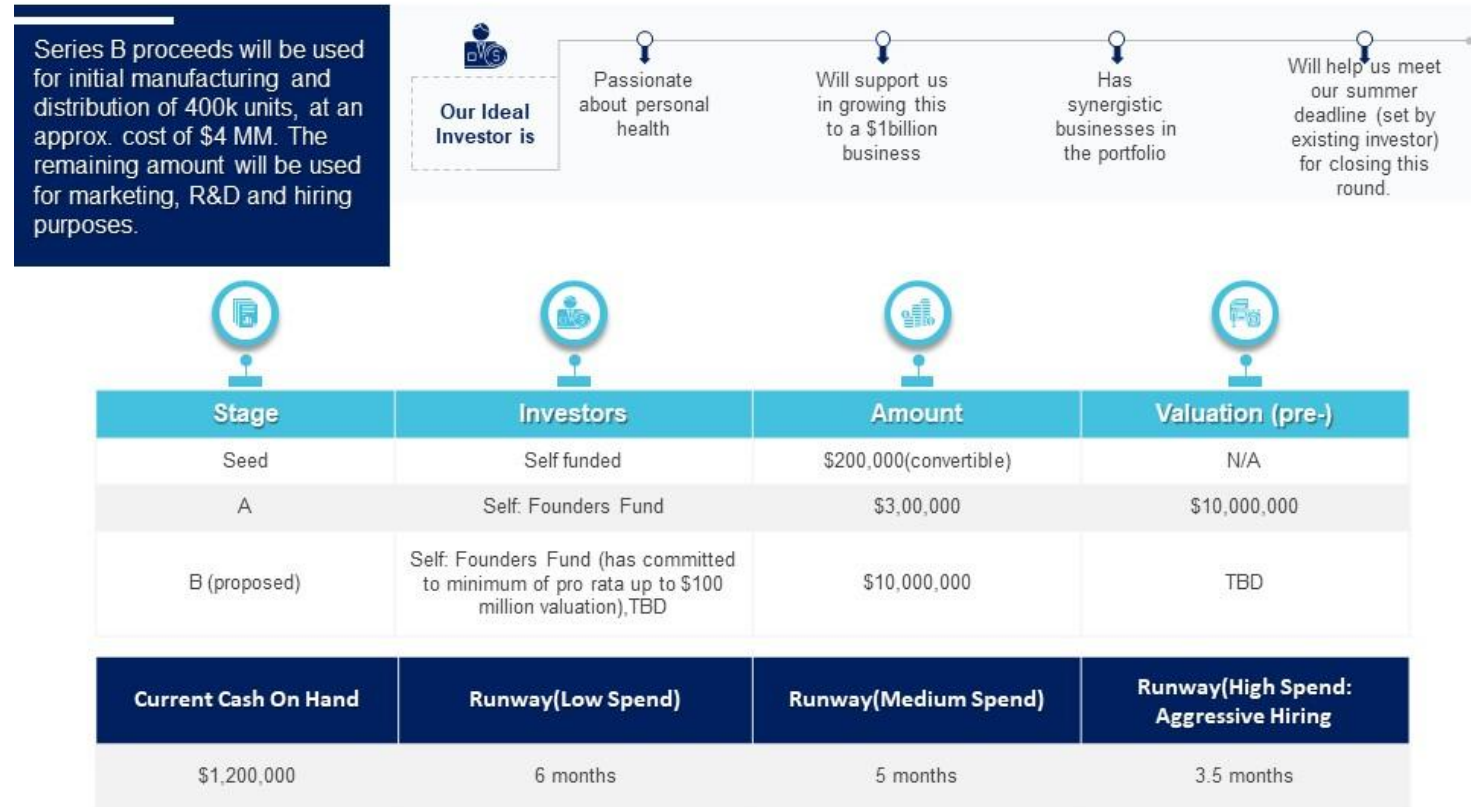 Series B proceeds will be used
for initial manufacturing and
distribution of 400k units, at an
approx. cost of $4 MM. The
remaining amount will be used
for marketing, R&D and hiring
purposes.
Our Ideal
Investor is
Passionate
about personal
health
Will support us
in growing this
to a $1billion
business
Has
synergistic
businesses in
the portfolio
Will help us meet
our summer
deadline (set by
existing investor)
for closing this
round.
Stage
Investors
Amount
Valuation (pre-)
Seed
Self funded
$200,000(convertible)
N/A
A
Self: Founders Fund
$3,00,000
$10,000,000
B (proposed)
Self: Founders Fund (has committed
to minimum of pro rata up to $100
million valuation),TBD
$10,000,000
TBD
Current Cash On Hand
Runway(Low Spend)
Runway(Medium Spend)
Runway(High Spend:
Aggressive Hiring
$1,200,000
6 months
5 months
3.5 months